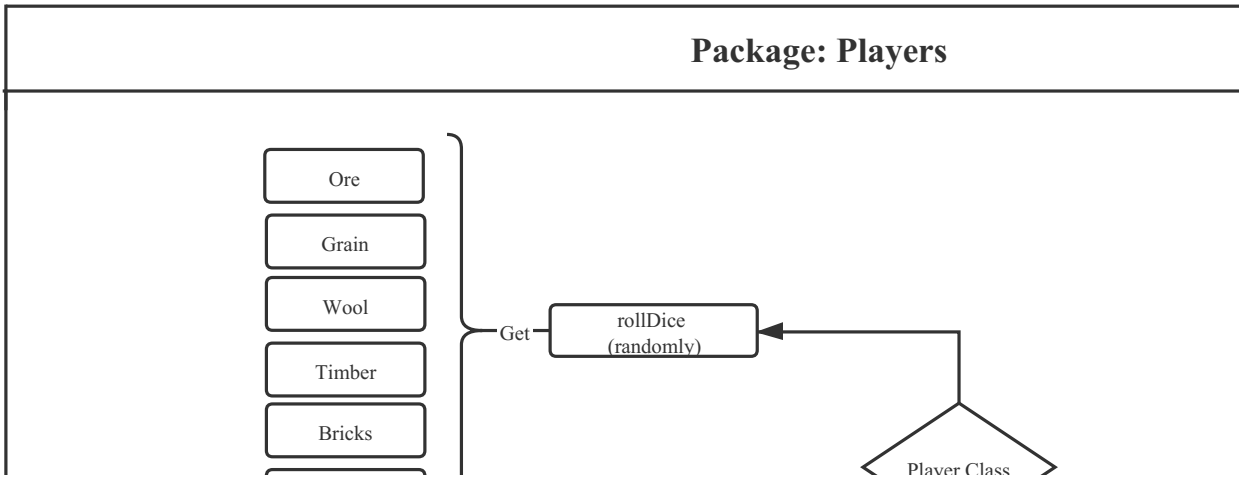 Package: Players
Ore
Grain
Wool
Timber
Bricks
Get
rollDice
(randomly)
Player Class